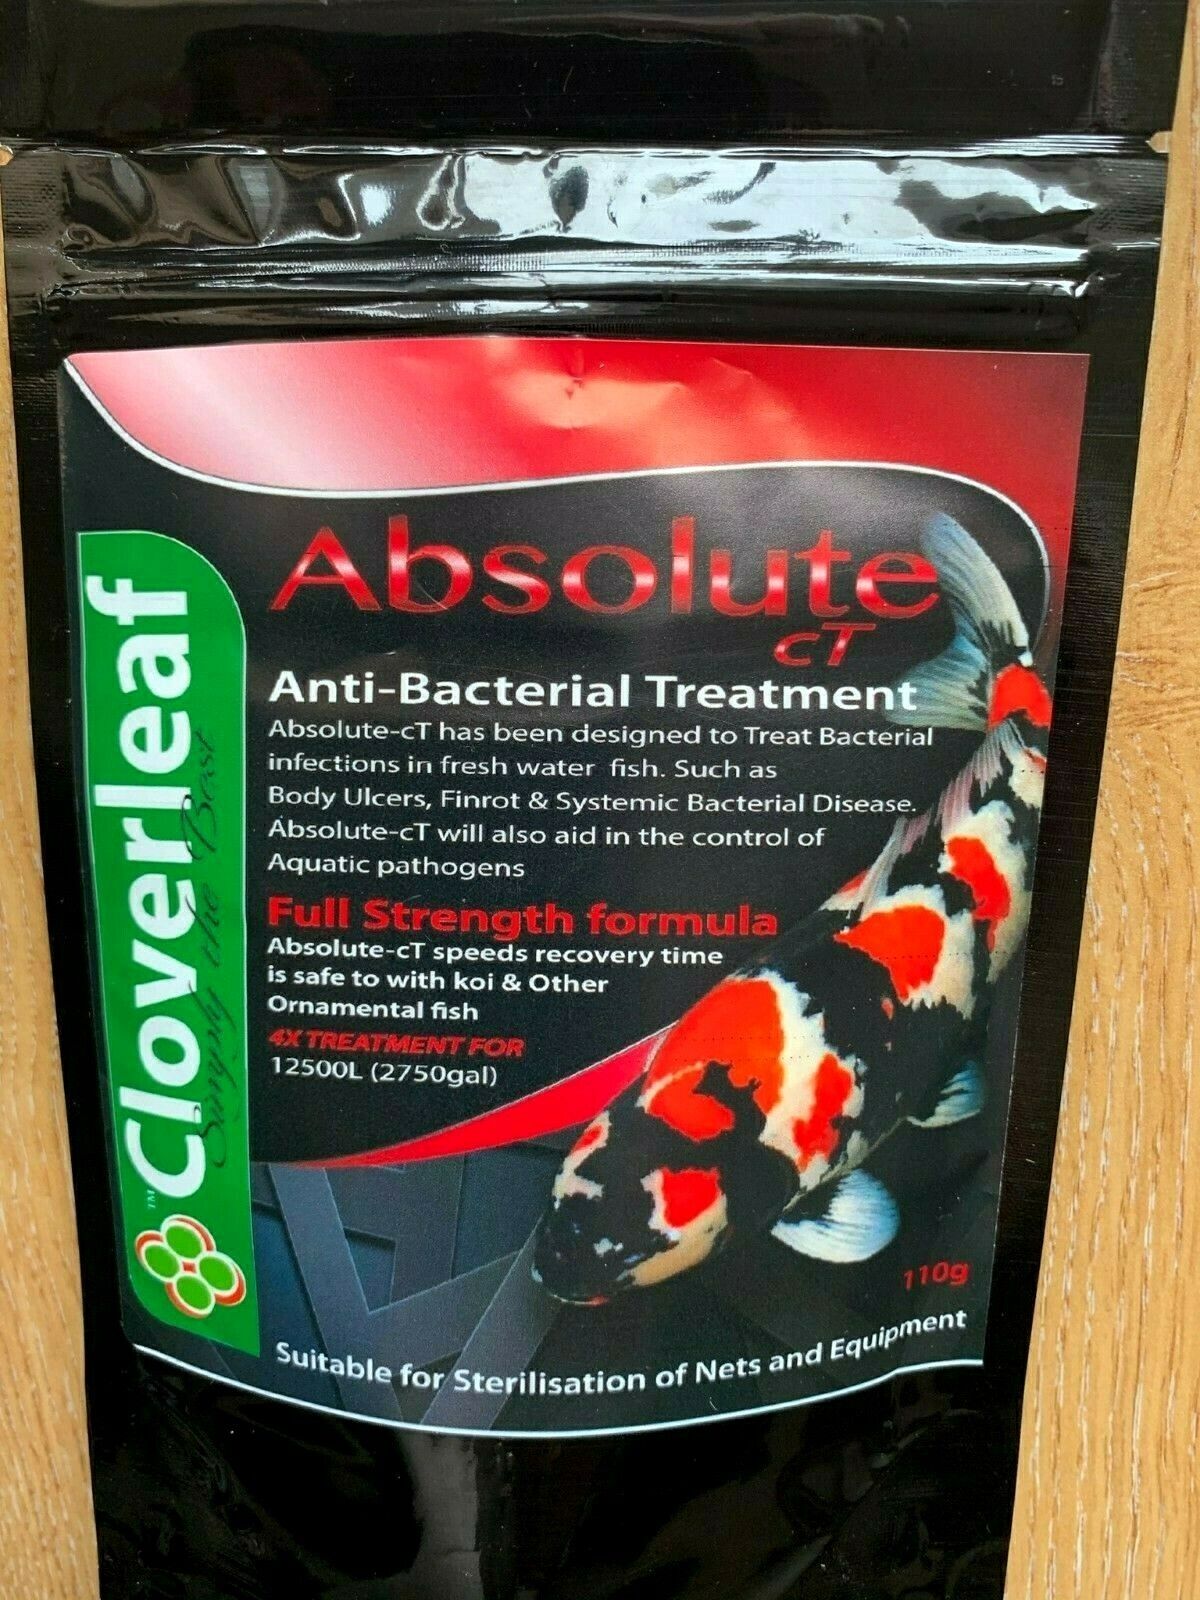 Absolute
cT
Anti-Bacterial Treatment
Absolute-cT has been designed to Treat Bacterial
infections in fresh water fish. Such as
Body Ulcers, Finrot & Systemic Bacterial Disease.
Absolute-cT will also aid in the control of
Aquatic pathogens
Full Strength formula
Absolute-cT speeds recovery time
is safe to with koi & Other
Ornamental fish
4X TREATMENT FOR
12500L (2750gal)
Cloverleaf
TM
Simply the Best
110g
Suitable for Sterilisation of Nets and Equipment